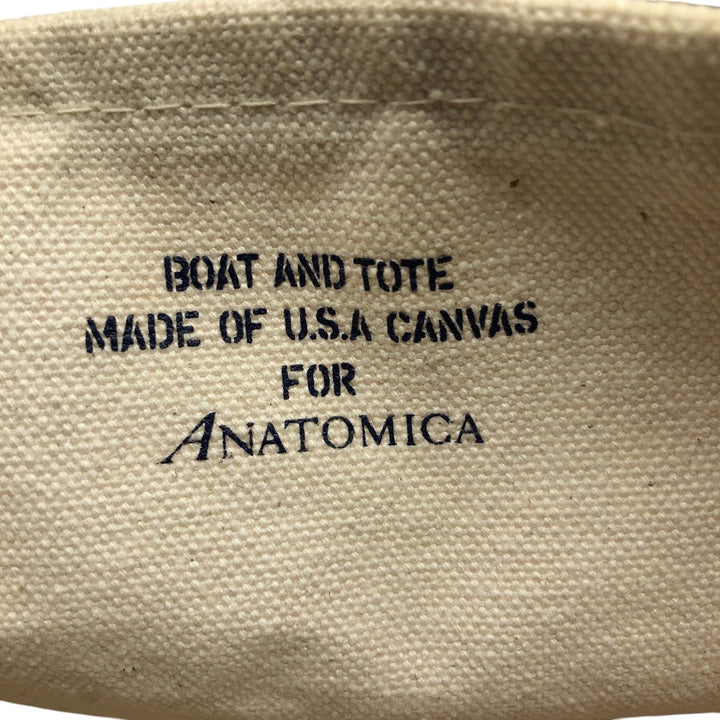 BOAT AND TOTE
MADE OF U.S.A CANVAS
FOR
ANATOMICA